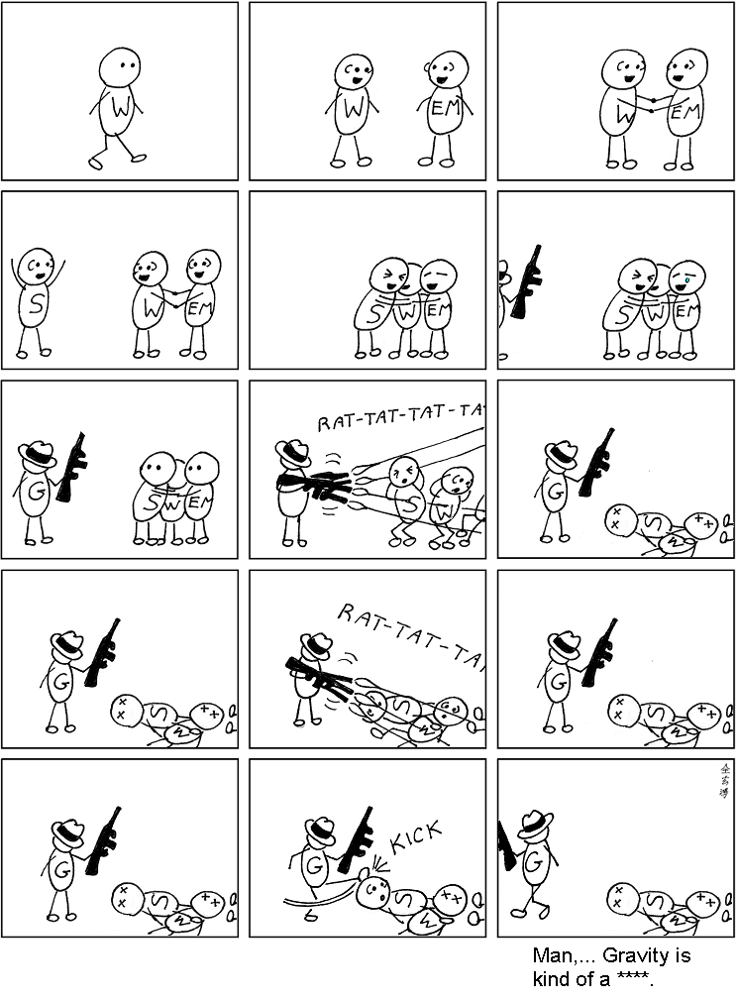 W
W EM
W EM
S W EM
S W EM
S W EM
G S W EM
RAT-TAT-TAT-TA
S W
G S W
G S W
RAT-TAT-TA
S W
G S W
G S W
KICK
G S W
G S W
Man,... Gravity is
kind of a ****.